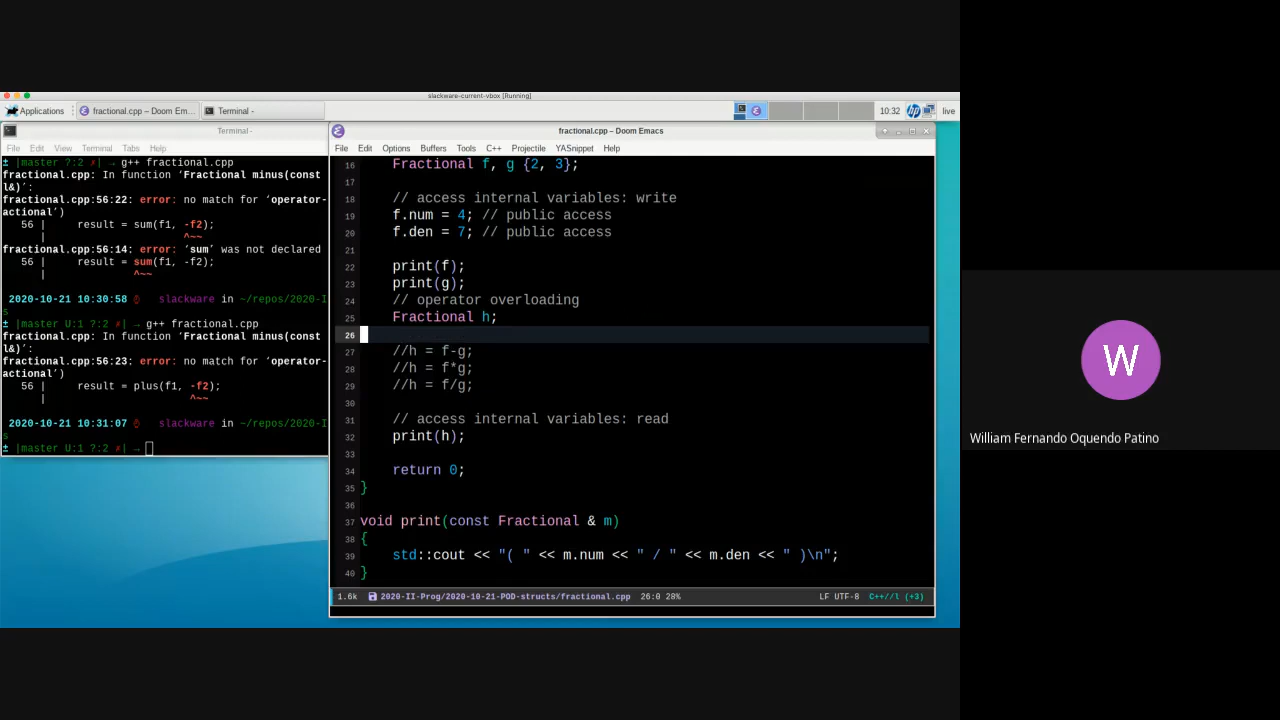 slackware-current-vbox [Running]
Applications
fractional.cpp – Doom Em...
Terminal -
10:32
live
Terminal -
File Edit View Terminal Tabs Help
± |master ?:2 ✗| → g++ fractional.cpp
fractional.cpp: In function ‘Fractional minus(const
l&)’:
fractional.cpp:56:22: error: no match for ‘operator-
actional’)
56 | result = sum(f1, -f2);
| ^~~
fractional.cpp:56:14: error: ‘sum’ was not declared
56 | result = sum(f1, -f2);
| ^~~
2020-10-21 10:30:58 slackware in ~/repos/2020-I
s
± |master U:1 ?:2 ✗| → g++ fractional.cpp
fractional.cpp: In function ‘Fractional minus(const
l&)’:
fractional.cpp:56:23: error: no match for ‘operator-
actional’)
56 | result = plus(f1, -f2);
| ^~~
2020-10-21 10:31:07 slackware in ~/repos/2020-I
s
± |master U:1 ?:2 ✗| →
fractional.cpp – Doom Emacs
File Edit Options Buffers Tools C++ Projectile YASnippet Help
16 Fractional f, g {2, 3};
17
18 // access internal variables: write
19 f.num = 4; // public access
20 f.den = 7; // public access
21
22 print(f);
23 print(g);
24 // operator overloading
25 Fractional h;
26
27 //h = f-g;
28 //h = f*g;
29 //h = f/g;
30
31 // access internal variables: read
32 print(h);
33
34 return 0;
35 }
36
37 void print(const Fractional & m)
38 {
39 std::cout << "( " << m.num << " / " << m.den << " )\n";
40 }
1.6k 2020-II-Prog/2020-10-21-POD-structs/fractional.cpp 26:0 28% LF UTF-8 C++//l (+3)
W
William Fernando Oquendo Patino